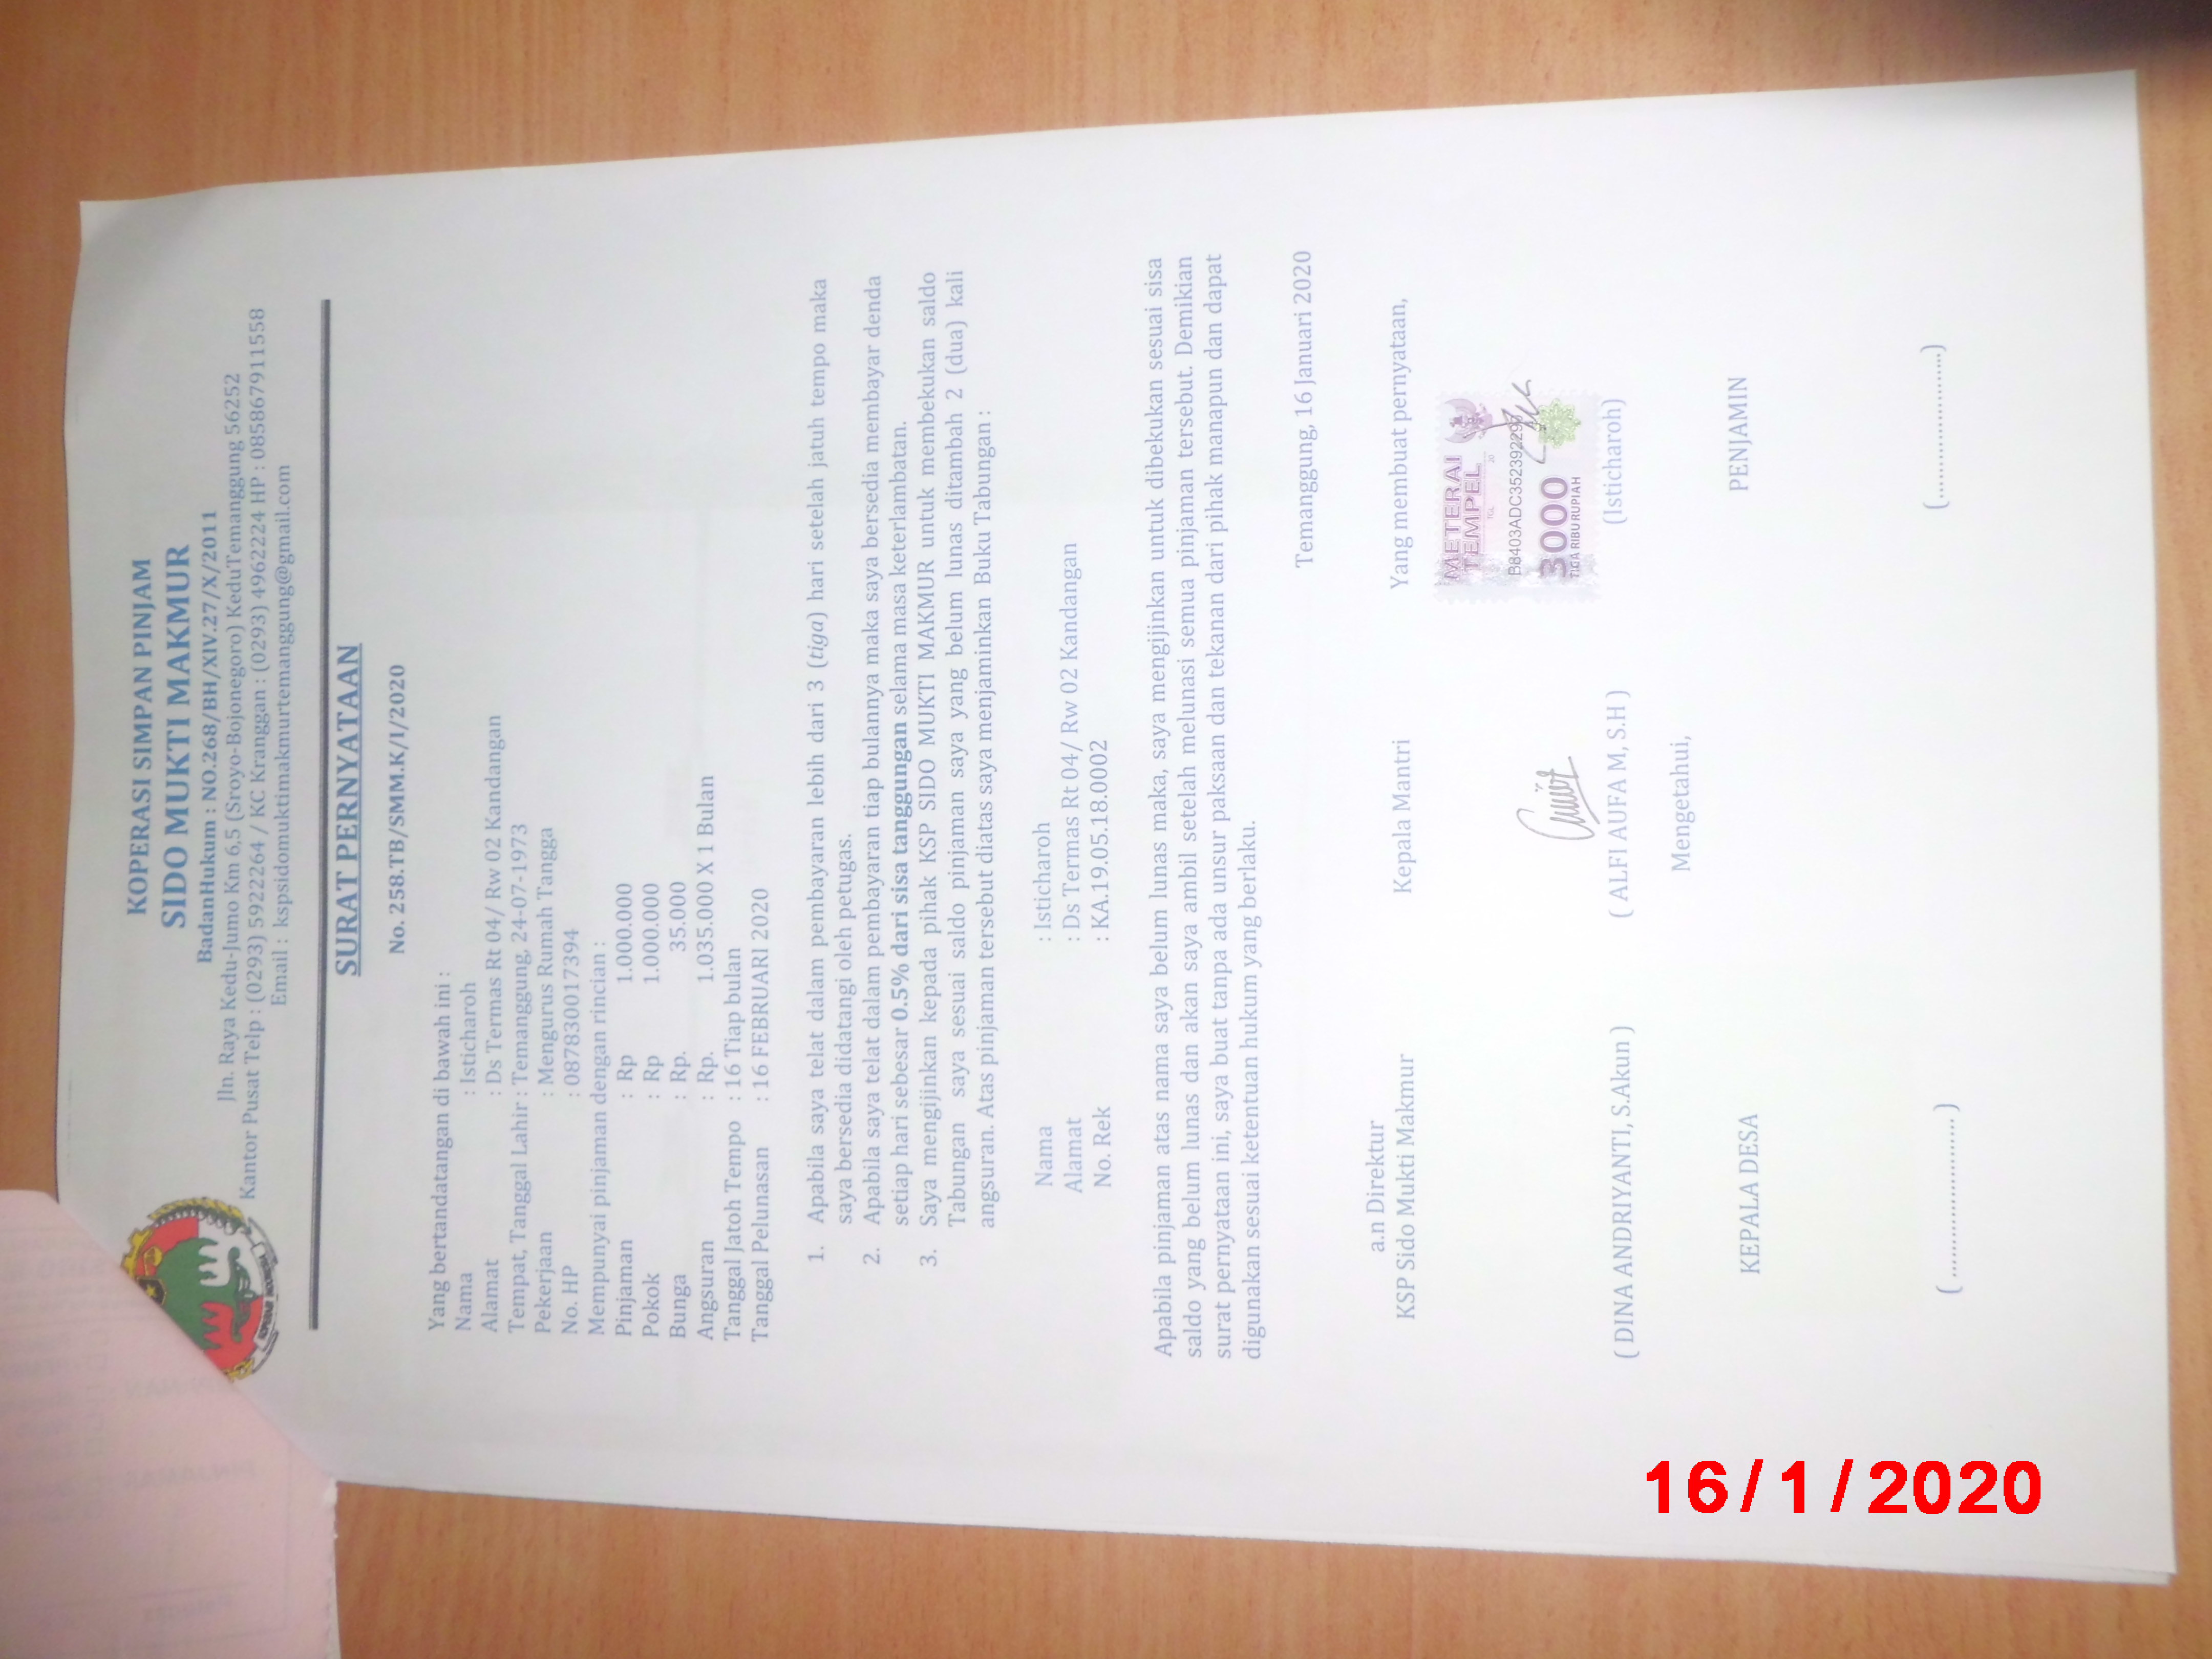 KOPERASI SIMPAN PINJAM
SIDO MUKTI MAKMUR
BadanHukum : NO.268/BH/XIV.27/X/2011
Jln. Raya Kedu-Jumo Km 6,5 (Sroyo-Bojonegoro) KeduTemanggung 56252
Kantor Pusat Telp : (0293) 5922264 / KC Kranggan : (0293) 4962224 HP : 085867911558
Email : kspsidomuktimakmurtemanggung@gmail.com
SURAT PERNYATAAN
No. 258.TB/SMM.K/I/2020
Yang bertandatangan di bawah ini :
Nama : Isticharoh
Alamat : Ds Termas Rt 04/ Rw 02 Kandangan
Tempat, Tanggal Lahir : Temanggung, 24-07-1973
Pekerjaan : Mengurus Rumah Tangga
No. HP : 087830017394
Mempunyai pinjaman dengan rincian :
Pinjaman : Rp 1.000.000
Pokok : Rp 1.000.000
Bunga : Rp. 35.000
Angsuran : Rp. 1.035.000 X 1 Bulan
Tanggal Jatoh Tempo : 16 Tiap bulan
Tanggal Pelunasan : 16 FEBRUARI 2020
1. Apabila saya telat dalam pembayaran lebih dari 3 (tiga) hari setelah jatuh tempo maka
saya bersedia didatangi oleh petugas.
2. Apabila saya telat dalam pembayaran tiap bulannya maka saya bersedia membayar denda
setiap hari sebesar 0.5% dari sisa tanggungan selama masa keterlambatan.
3. Saya mengijinkan kepada pihak KSP SIDO MUKTI MAKMUR untuk membekukan saldo
Tabungan saya sesuai saldo pinjaman saya yang belum lunas ditambah 2 (dua) kali
angsuran. Atas pinjaman tersebut diatas saya menjaminkan Buku Tabungan :
Nama : Isticharoh
Alamat : Ds Termas Rt 04/ Rw 02 Kandangan
No. Rek : KA.19.05.18.0002
Apabila pinjaman atas nama saya belum lunas maka, saya mengijinkan untuk dibekukan sesuai sisa
saldo yang belum lunas dan akan saya ambil setelah melunasi semua pinjaman tersebut. Demikian
surat pernyataan ini, saya buat tanpa ada unsur paksaan dan tekanan dari pihak manapun dan dapat
digunakan sesuai ketentuan hukum yang berlaku.
Temanggung, 16 Januari 2020
a.n Direktur
KSP Sido Mukti Makmur Kepala Mantri Yang membuat pernyataan,
METERAI
TEMPEL
TGL 20
3000
TIGA RIBU RUPIAH
( DINA ANDRIYANTI, S.Akun ) ( ALFI AUFA M, S.H ) (Isticharoh)
Mengetahui,
KEPALA DESA PENJAMIN
( ........................ ) (........................)
16/1/2020